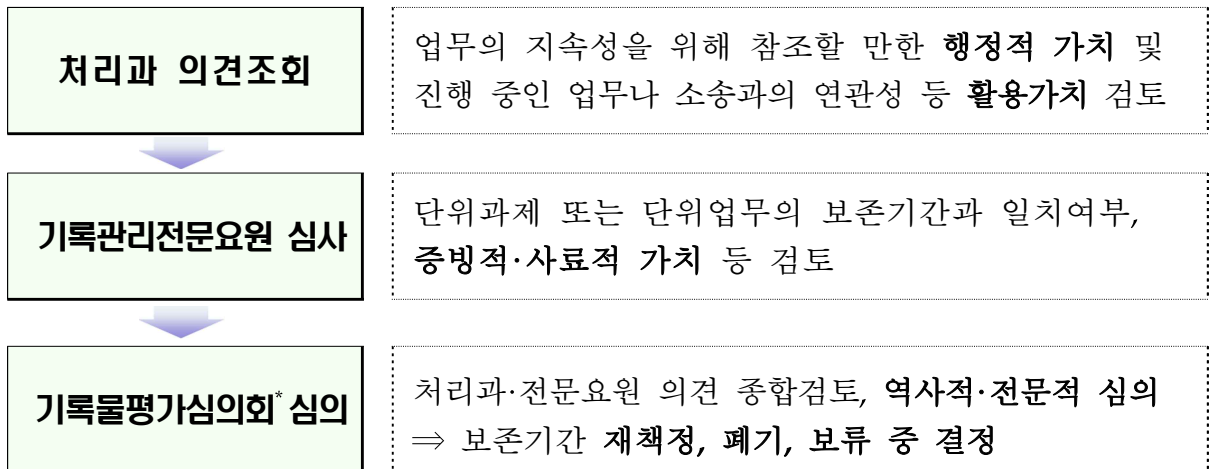 처리과 의견조회
업무의 지속성을 위해 참조할 만한 행정적 가치 및
진행 중인 업무나 소송과의 연관성 등 활용가치 검토
기록관리전문요원 심사
단위과제 또는 단위업무의 보존기간과 일치여부,
증빙적·사료적 가치 등 검토
기록물평가심의회* 심의
처리과·전문요원 의견 종합검토, 역사적·전문적 심의
⇒ 보존기간 재책정, 폐기, 보류 중 결정